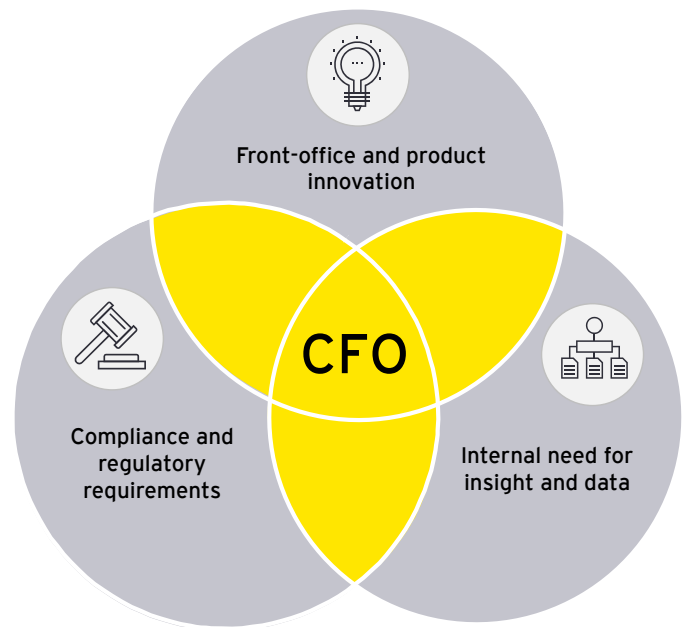 Front-office and product
innovation
CFO
Compliance and
regulatory
requirements
Internal need for
insight and data